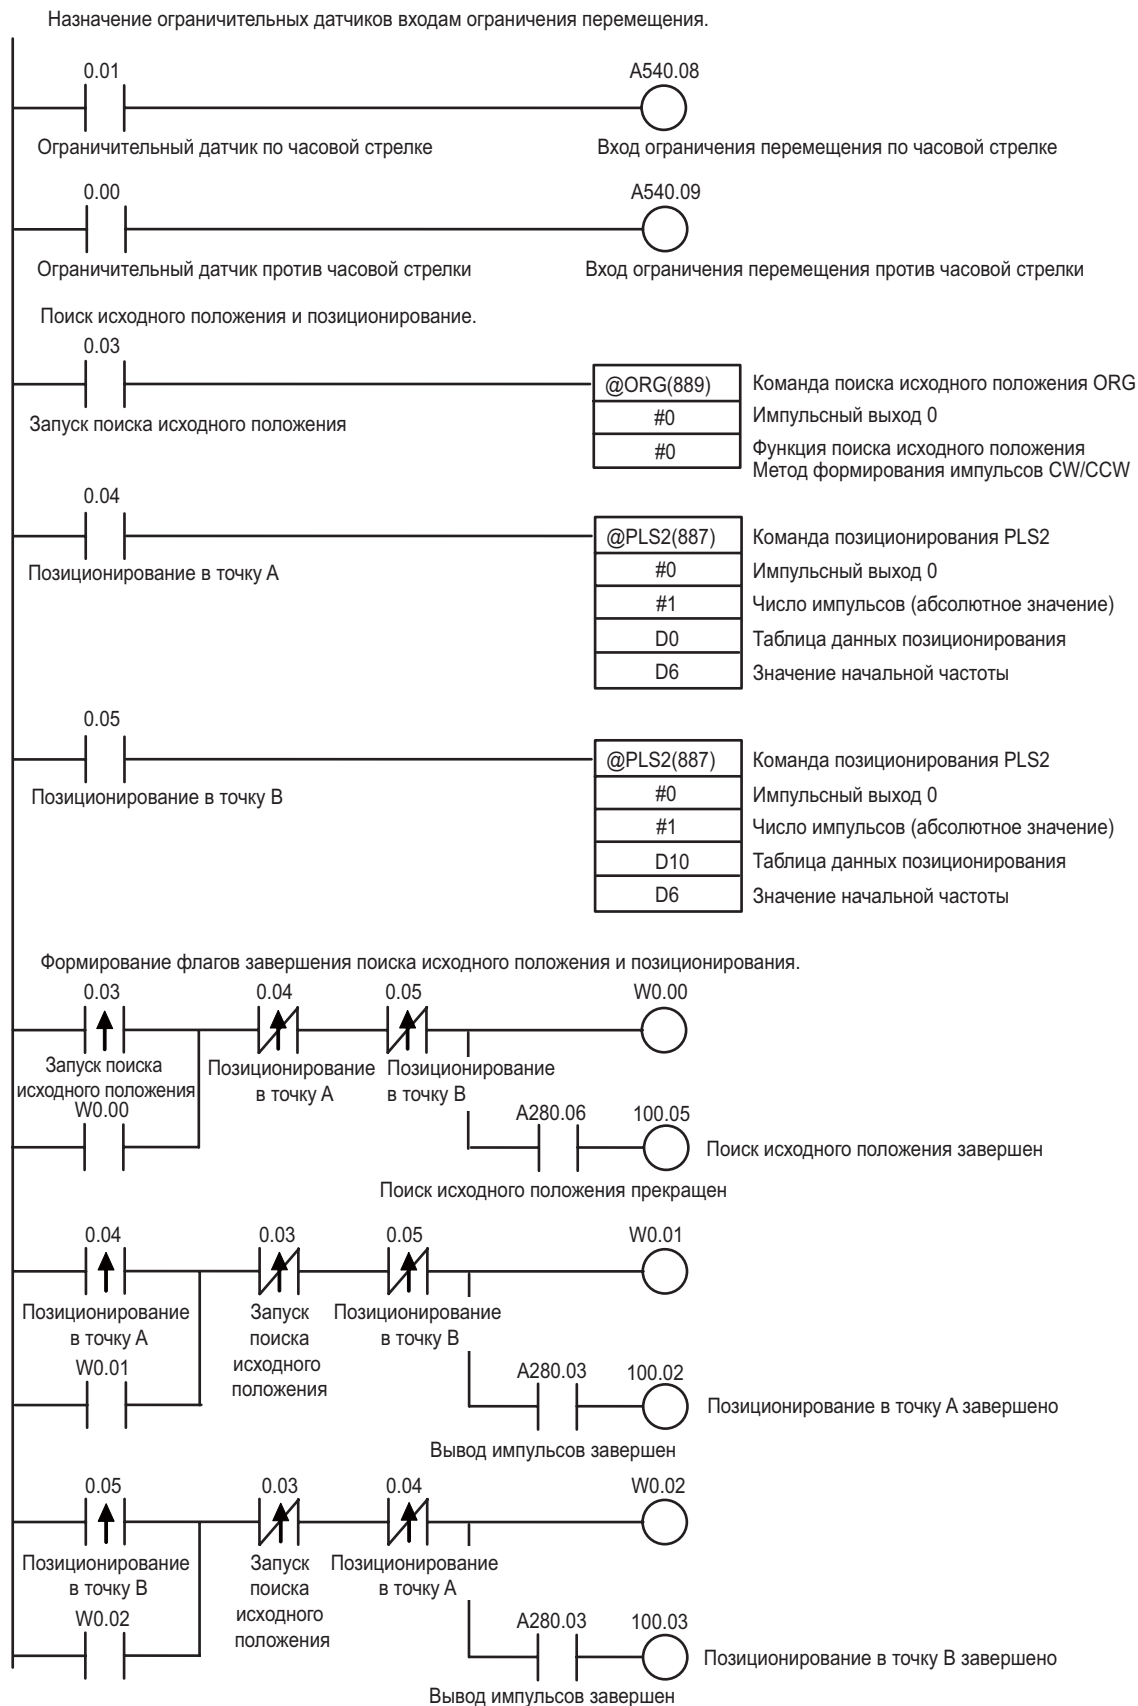 Назначение ограничительных датчиков входам ограничения перемещения.
0.01 A540.08
Ограничительный датчик по часовой стрелке Вход ограничения перемещения по часовой стрелке
0.00 A540.09
Ограничительный датчик против часовой стрелки Вход ограничения перемещения против часовой стрелки
Поиск исходного положения и позиционирование.
0.03
@ORG(889) Команда поиска исходного положения ORG
Запуск поиска исходного положения
#0 Импульсный выход 0
#0 Функция поиска исходного положения
Метод формирования импульсов CW/CCW
0.04
@PLS2(887) Команда позиционирования PLS2
Позиционирование в точку A
#0 Импульсный выход 0
#1 Число импульсов (абсолютное значение)
D0 Таблица данных позиционирования
D6 Значение начальной частоты
0.05
@PLS2(887) Команда позиционирования PLS2
Позиционирование в точку B
#0 Импульсный выход 0
#1 Число импульсов (абсолютное значение)
D10 Таблица данных позиционирования
D6 Значение начальной частоты
Формирование флагов завершения поиска исходного положения и позиционирования.
0.03 0.04 0.05 W0.00
Запуск поиска
исходного положения
Позиционирование
в точку A
Позиционирование
в точку B
W0.00
A280.06 100.05
Поиск исходного положения завершен
Поиск исходного положения прекращен
0.04 0.03 0.05 W0.01
Позиционирование
в точку A
Запуск
поиска
исходного
положения
Позиционирование
в точку B
W0.01
A280.03 100.02
Позиционирование в точку A завершено
Вывод импульсов завершен
0.05 0.03 0.04 W0.02
Позиционирование
в точку B
Запуск
поиска
исходного
положения
Позиционирование
в точку A
W0.02
A280.03 100.03
Позиционирование в точку B завершено
Вывод импульсов завершен